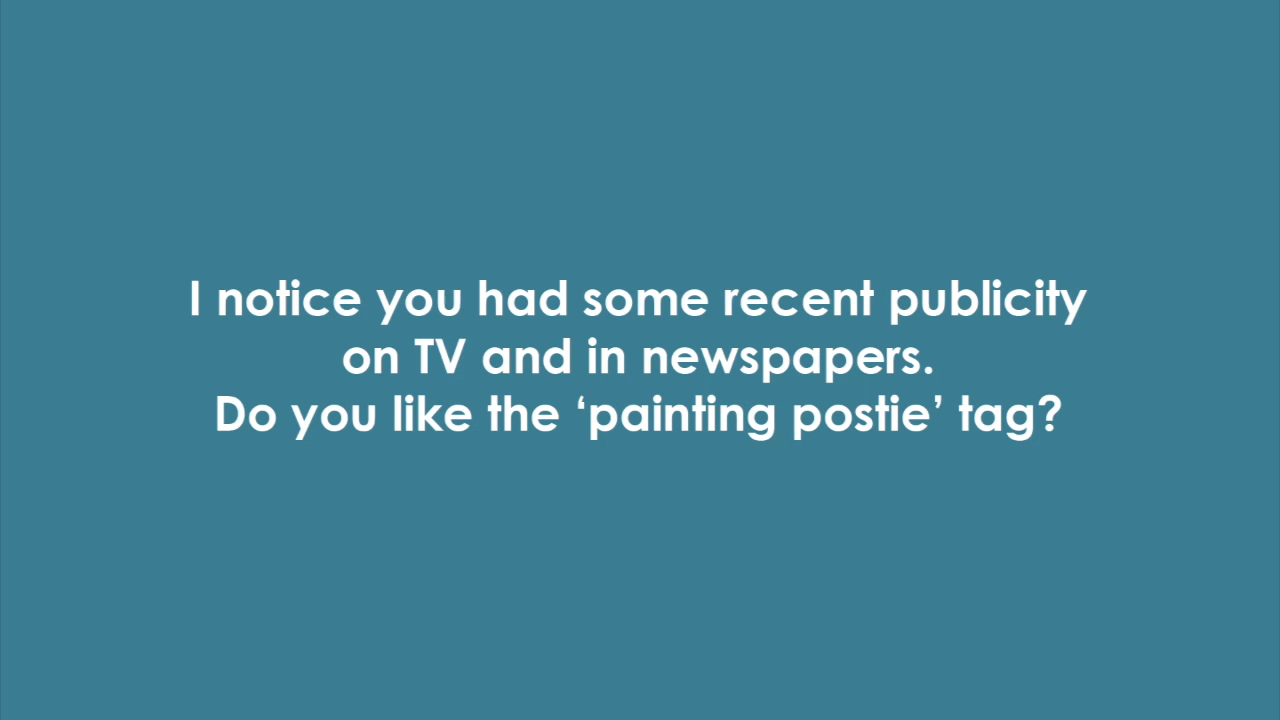 I notice you had some recent publicity
on TV and in newspapers.
Do you like the ‘painting postie’ tag?